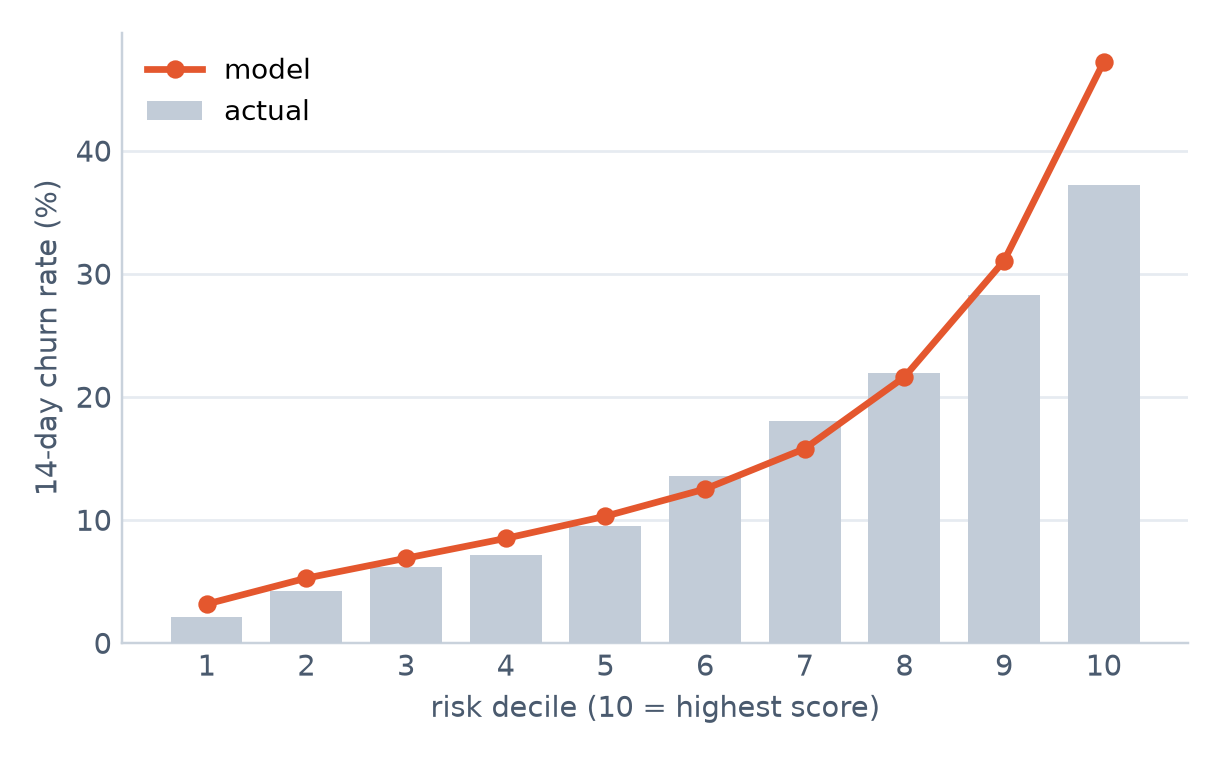 model
actual
40
30
20
10
0
14-day churn rate (%)
1 2 3 4 5 6 7 8 9 10
risk decile (10 = highest score)